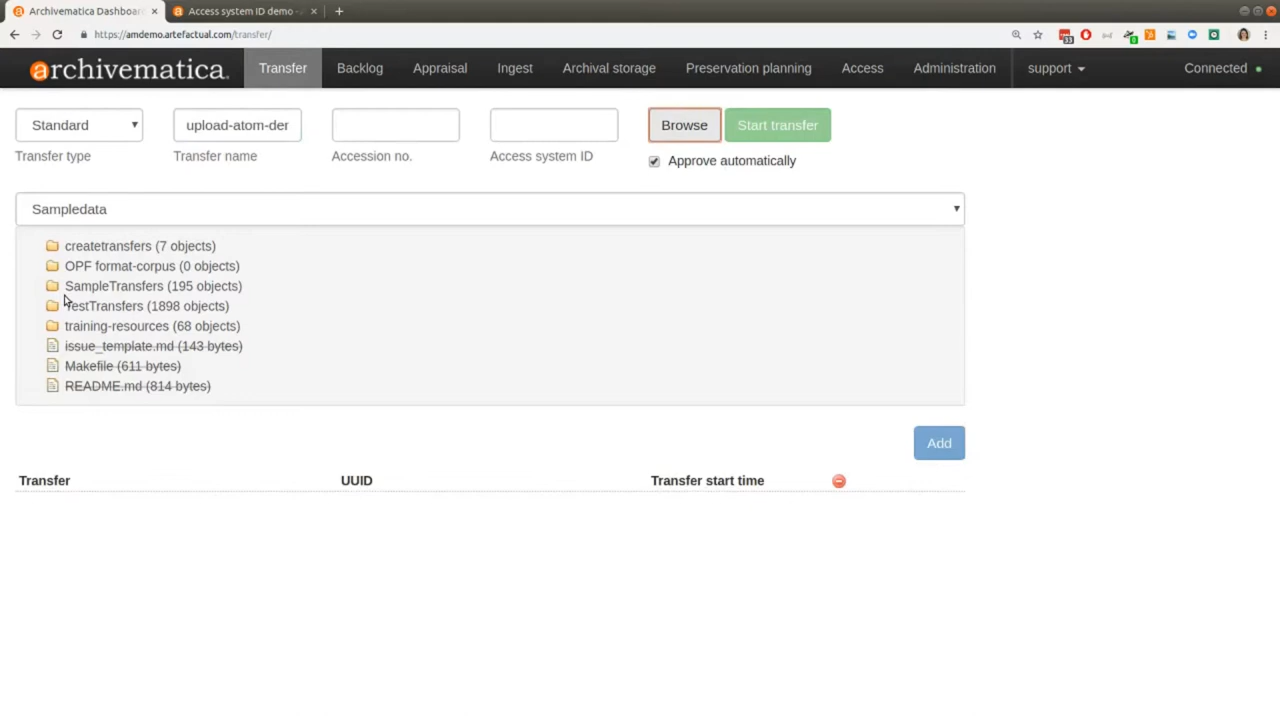 Archivematica Dashboar
Access system ID demo -
https://amdemo.artefactual.com/transfer/
archivematica.
Transfer
Backlog
Appraisal
Ingest
Archival storage
Preservation planning
Access
Administration
support
Connected
Standard
upload-atom-der
Browse
Start transfer
Transfer type
Transfer name
Accession no.
Access system ID
Approve automatically
Sampledata
createtransfers (7 objects)
OPF format-corpus (0 objects)
SampleTransfers (195 objects)
TestTransfers (1898 objects)
training-resources (68 objects)
issue_template.md (143 bytes)
Makefile (611 bytes)
README.md (814 bytes)
Add
Transfer
UUID
Transfer start time